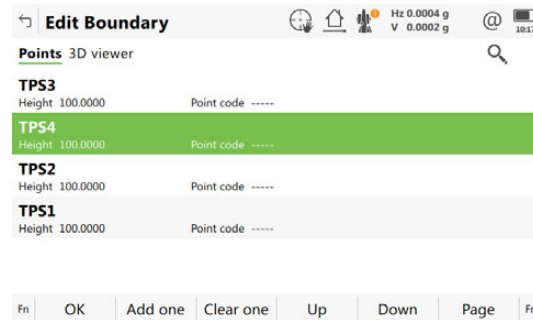 Edit Boundary
Hz 0.0004 g
V 0.0002 g
@
10:17
Points 3D viewer
TPS3
Height 100.0000 Point code -----
TPS4
Height 100.0000 Point code -----
TPS2
Height 100.0000 Point code -----
TPS1
Height 100.0000 Point code -----
Fn OK Add one Clear one Up Down Page